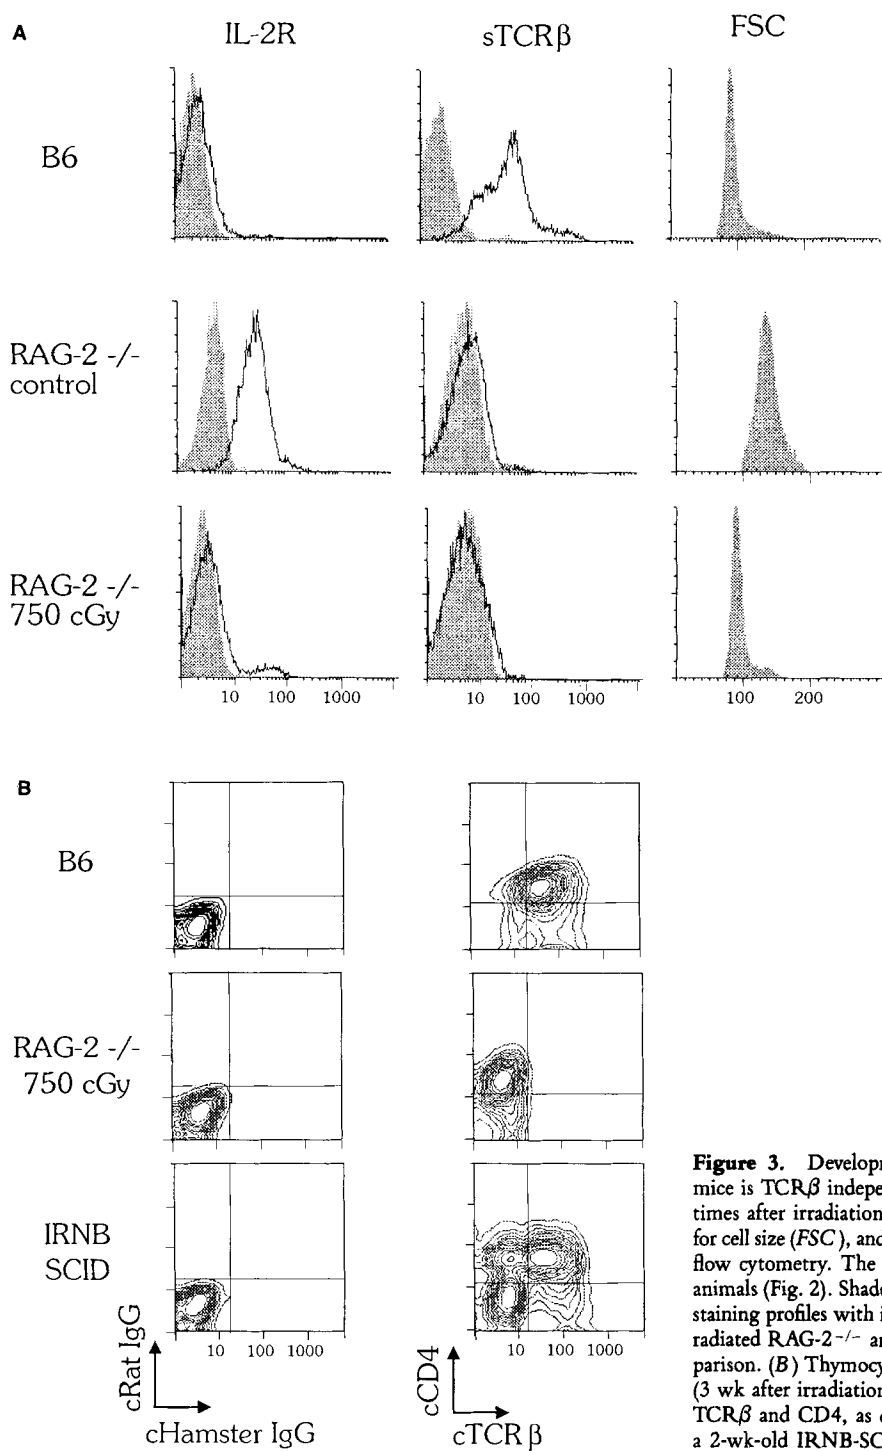 A
IL-2R
sTCRβ
FSC
B6
RAG-2 -/-
control
RAG-2 -/-
750 cGy
10 100 1000
10 100 1000
100 200
B
B6
RAG-2 -/-
750 cGy
IRNB
SCID
10 100 1000
10 100 1000
cRat IgG
cHamster IgG
cCD4
cTCRβ
Figure 3. Developm
mice is TCRβ indepe
times after irradiation
for cell size (FSC), and
flow cytometry. The
animals (Fig. 2). Shade
staining profiles with i
radiated RAG-2-/- an
parison. (B) Thymocy
(3 wk after irradiation
TCRβ and CD4, as
a 2-wk-old IRNB-SC